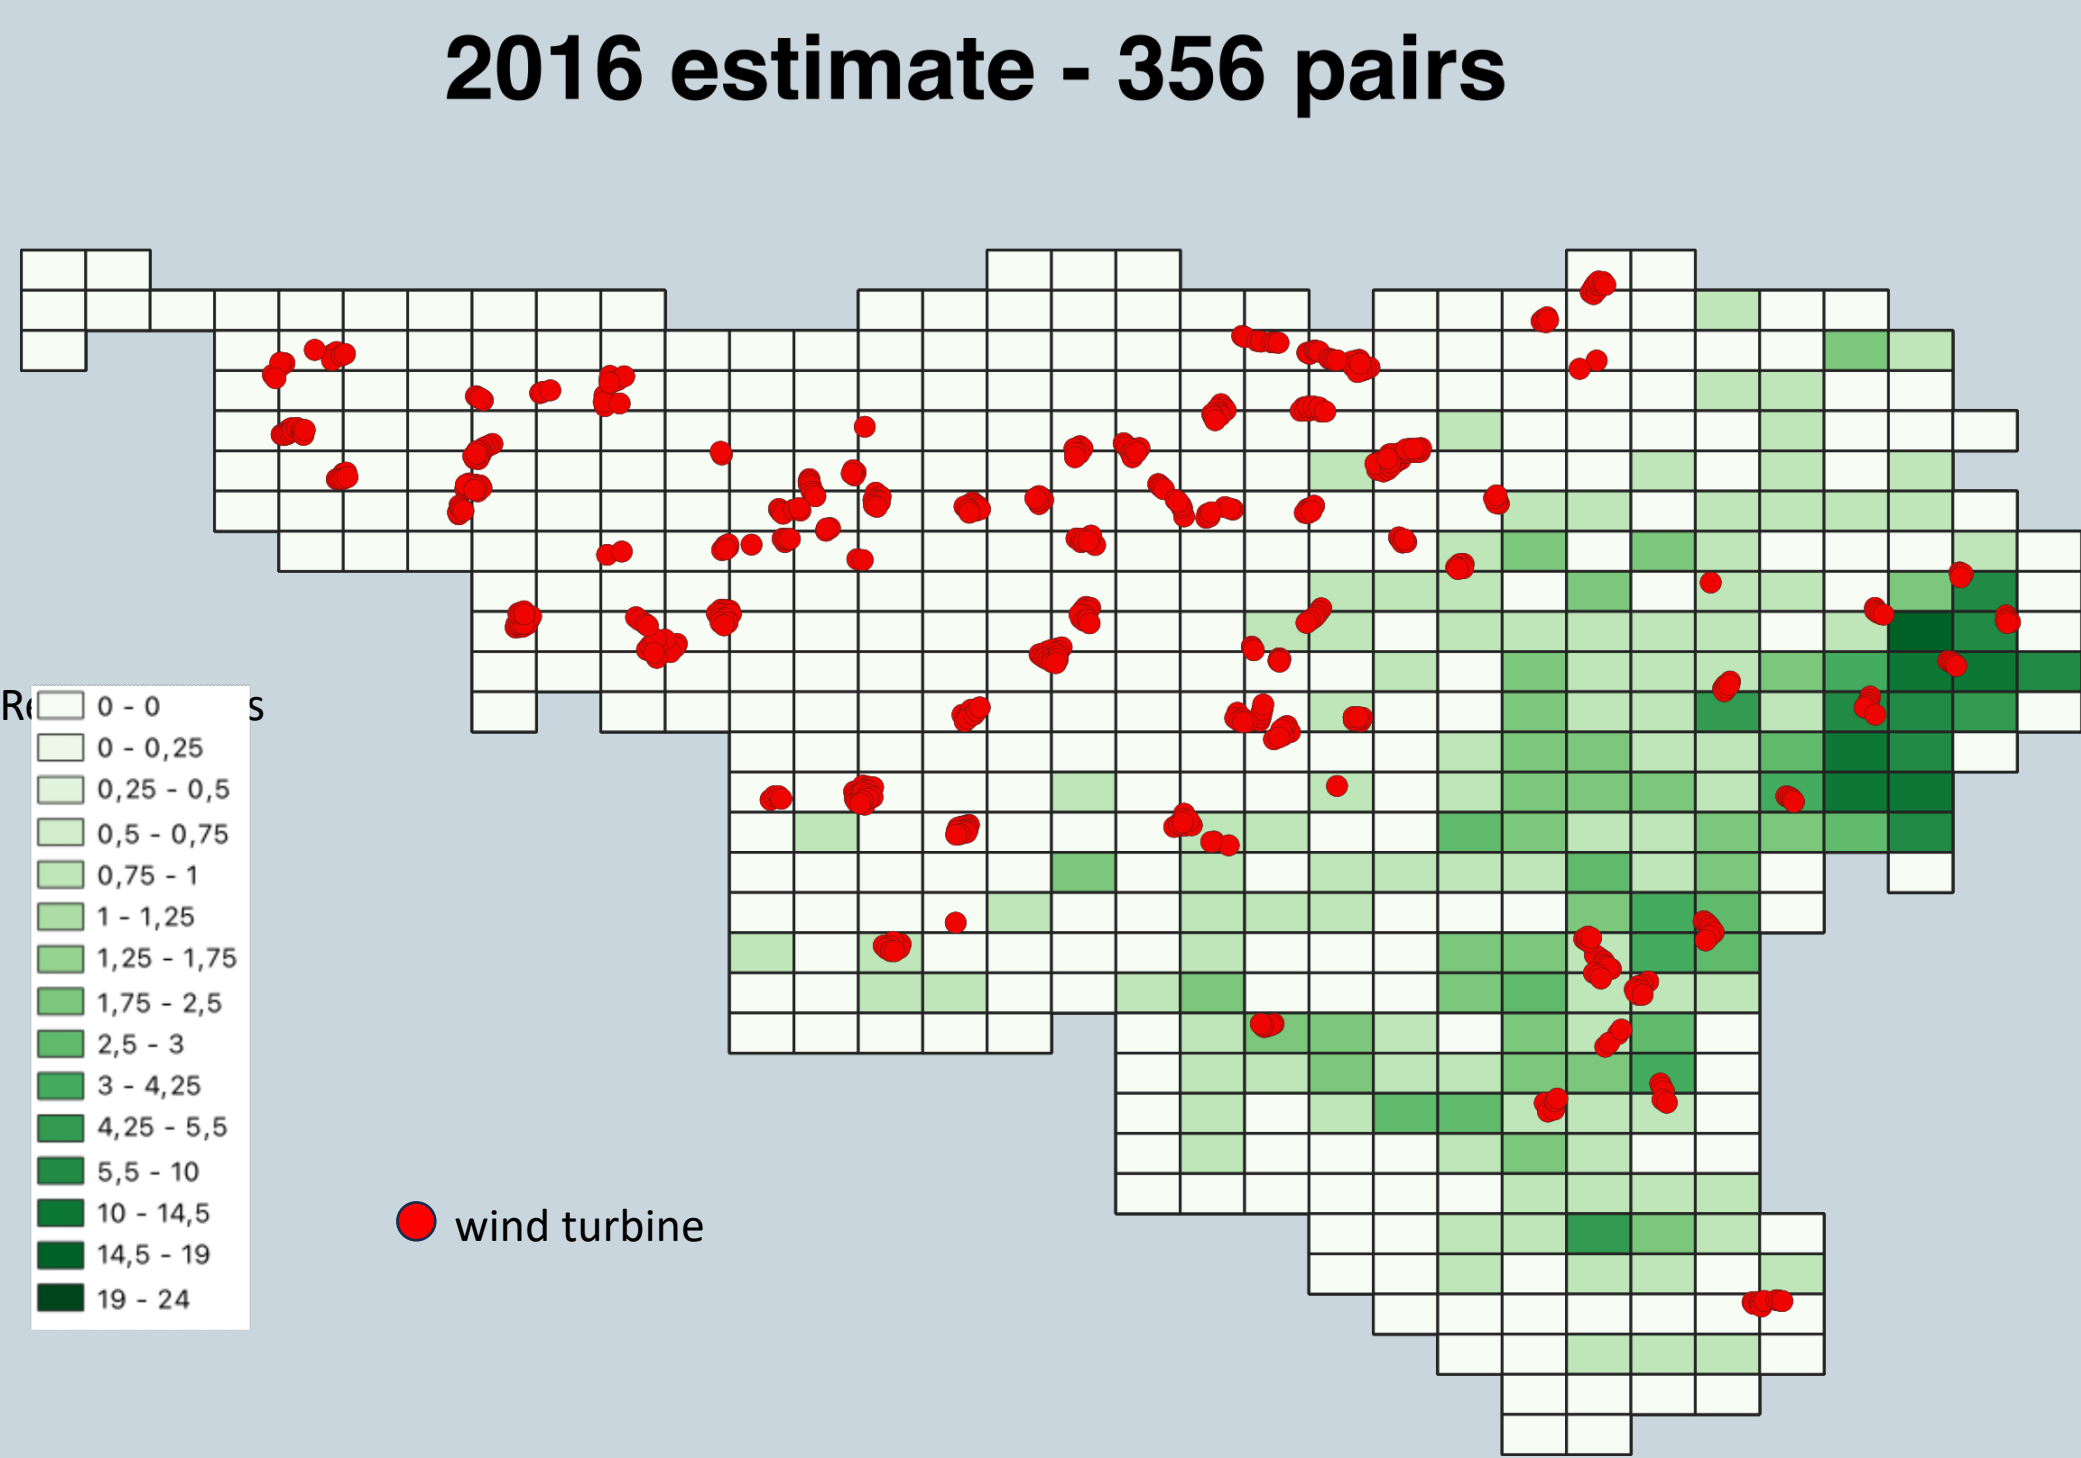 2016 estimate - 356 pairs
0 - 0
0 - 0,25
0,25 - 0,5
0,5 - 0,75
0,75 - 1
1 - 1,25
1,25 - 1,75
1,75 - 2,5
2,5 - 3
3 - 4,25
4,25 - 5,5
5,5 - 10
10 - 14,5
14,5 - 19
19 - 24
wind turbine